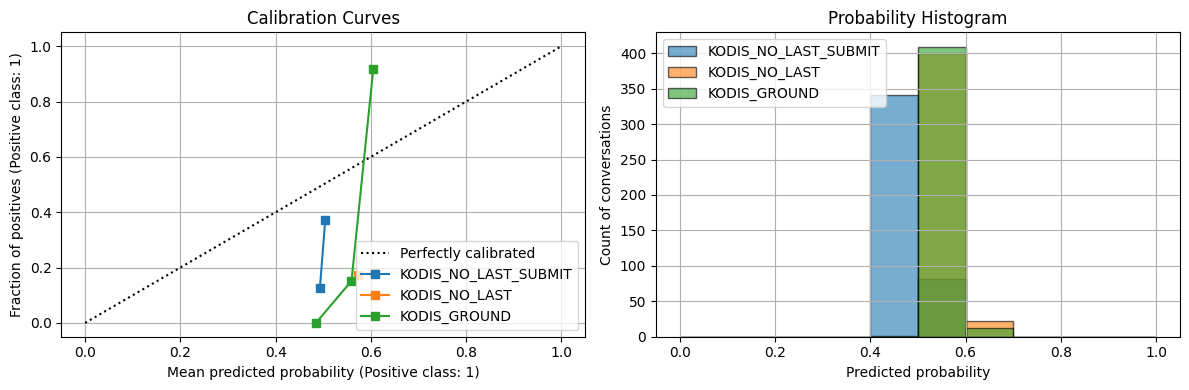 Calibration Curves
Fraction of positives (Positive class: 1)
1.0
0.8
0.6
0.4
0.2
0.0
0.0 0.2 0.4 0.6 0.8 1.0
Mean predicted probability (Positive class: 1)
Perfectly calibrated
KODIS_NO_LAST_SUBMIT
KODIS_NO_LAST
KODIS_GROUND
Probability Histogram
Count of conversations
400
350
300
250
200
150
100
50
0
0.0 0.2 0.4 0.6 0.8 1.0
Predicted probability
KODIS_NO_LAST_SUBMIT
KODIS_NO_LAST
KODIS_GROUND